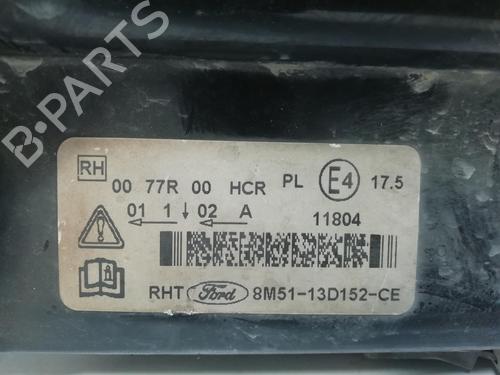 RH
00 77R 00 HCR PL E4 17.5
01 1 ↓ 02 ← A 11804
RHT Ford 8M51-13D152-CE
B-PARTS